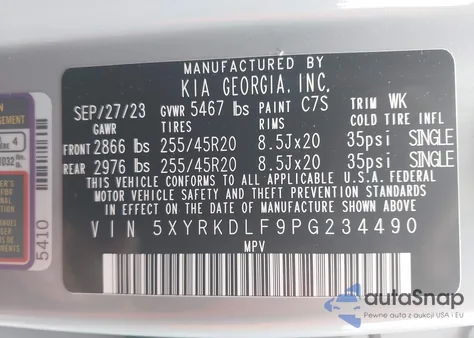 MANUFACTURED BY
KIA GEORGIA, INC.
SEP/27/23 GVWR 5467 lbs PAINT C7S TRIM WK
GAWR TIRES RIMS COLD TIRE INFL
FRONT 2866 lbs 255/45R20 8.5Jx20 35psi SINGLE
REAR 2976 lbs 255/45R20 8.5Jx20 35psi SINGLE
THIS VEHICLE CONFORMS TO ALL APPLICABLE U.S.A. FEDERAL
MOTOR VEHICLE SAFETY AND THEFT PREVENTION STANDARDS
IN EFFECT ON THE DATE OF MANUFACTURE SHOWN ABOVE
VIN 5XYRKDLF9PG234490
MPV
5410
4
autoSnap
Pewne auta z aukcji USA i EU